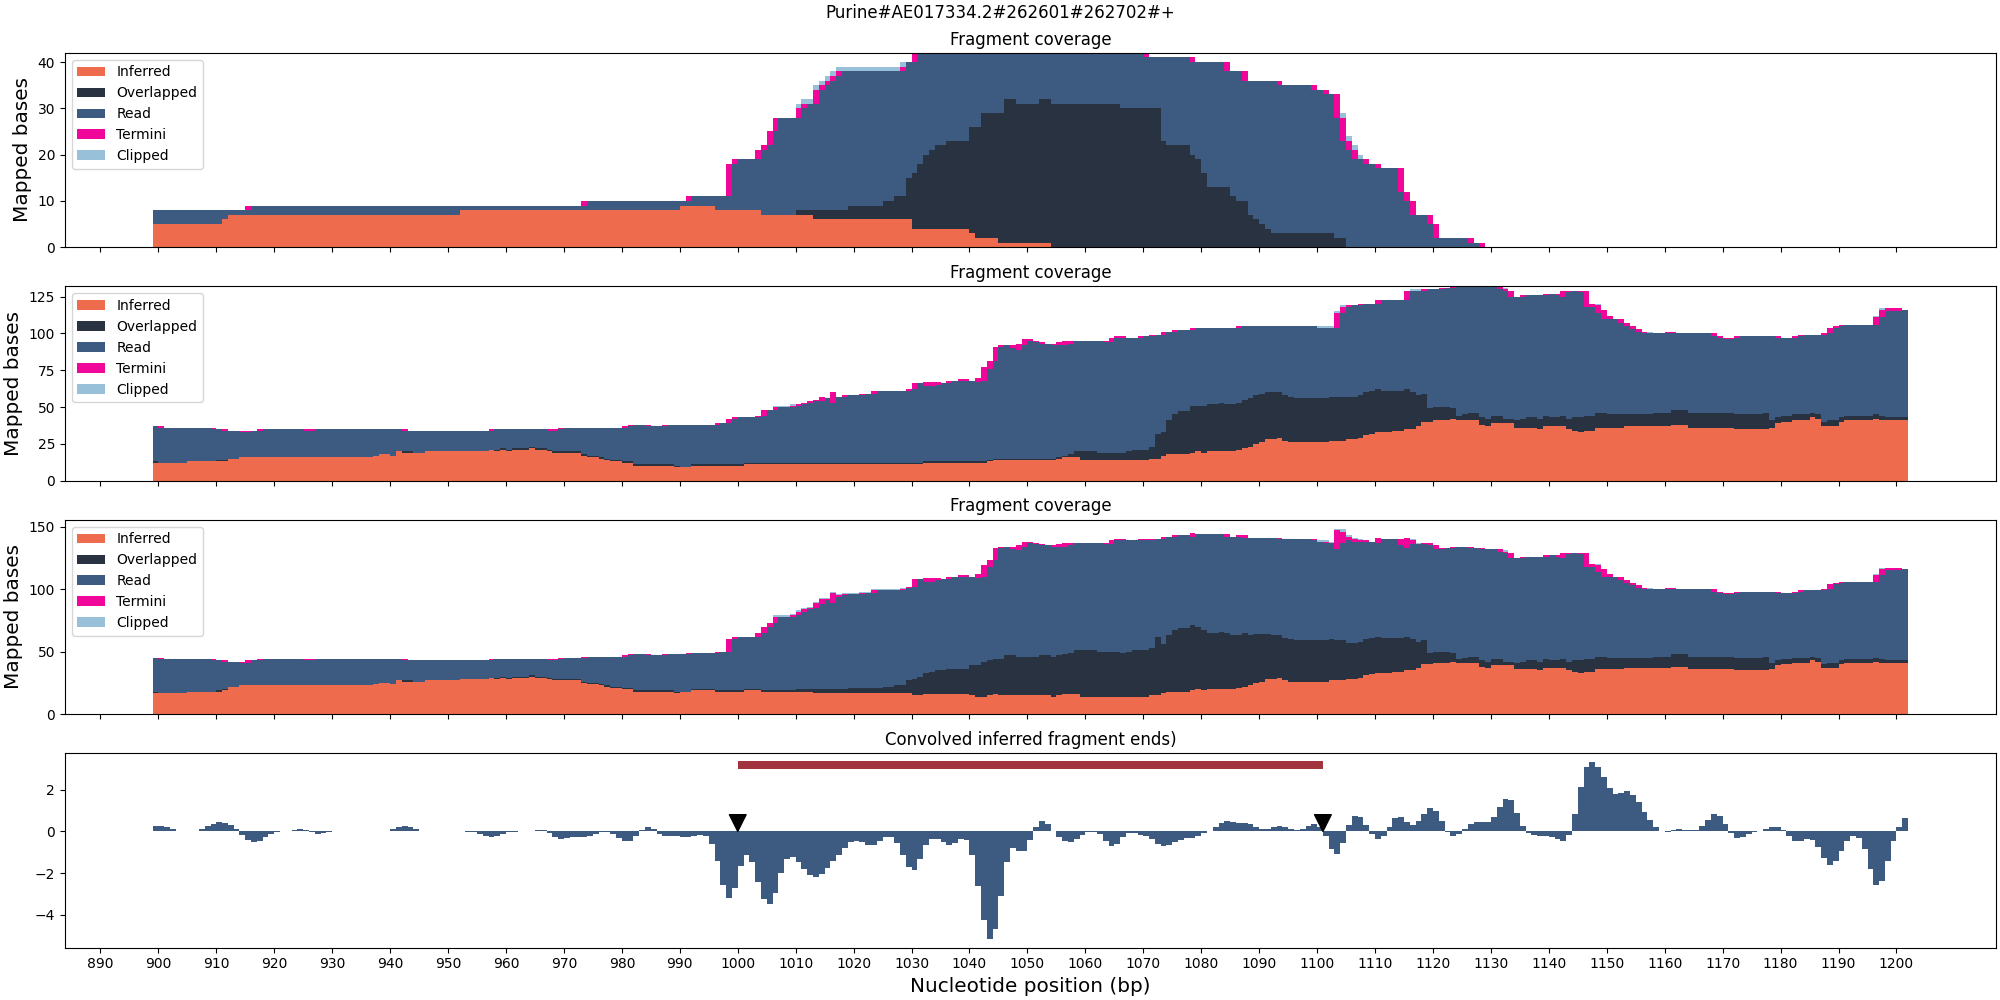 Purine#AE017334.2#262601#262702#+
Fragment coverage
Mapped bases
40
30
20
10
0
Inferred
Overlapped
Read
Termini
Clipped
Fragment coverage
Mapped bases
125
100
75
50
25
0
Inferred
Overlapped
Read
Termini
Clipped
Fragment coverage
Mapped bases
150
100
50
0
Inferred
Overlapped
Read
Termini
Clipped
Convolved inferred fragment ends)
2
0
−2
−4
890 900 910 920 930 940 950 960 970 980 990 1000 1010 1020 1030 1040 1050 1060 1070 1080 1090 1100 1110 1120 1130 1140 1150 1160 1170 1180 1190 1200
Nucleotide position (bp)